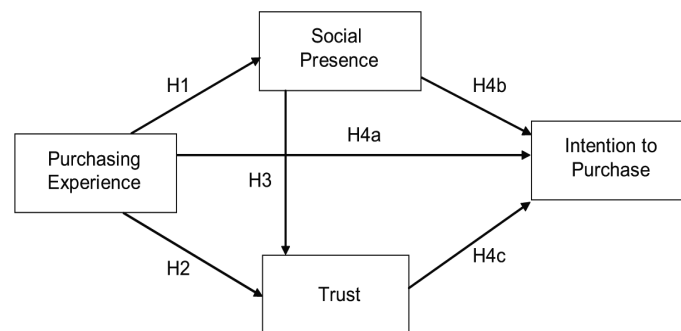 Social
Presence
H1
H4b
H4a
Intention to
Purchase
Purchasing
Experience
H3
H2
H4c
Trust